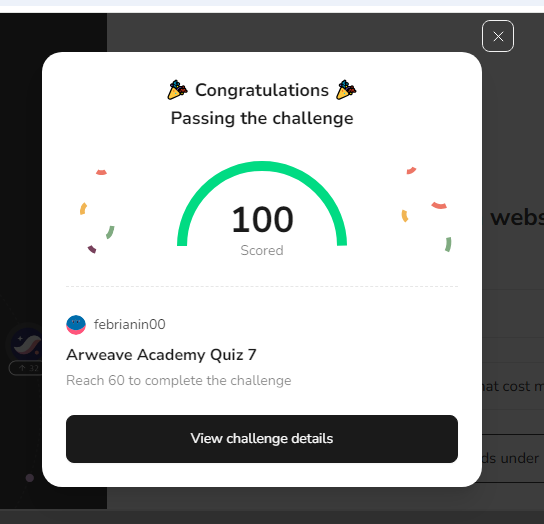 Congratulations
Passing the challenge
100
Scored
febrianin00
Arweave Academy Quiz 7
Reach 60 to complete the challenge
View challenge details
webs
hat cost m
ds under
32